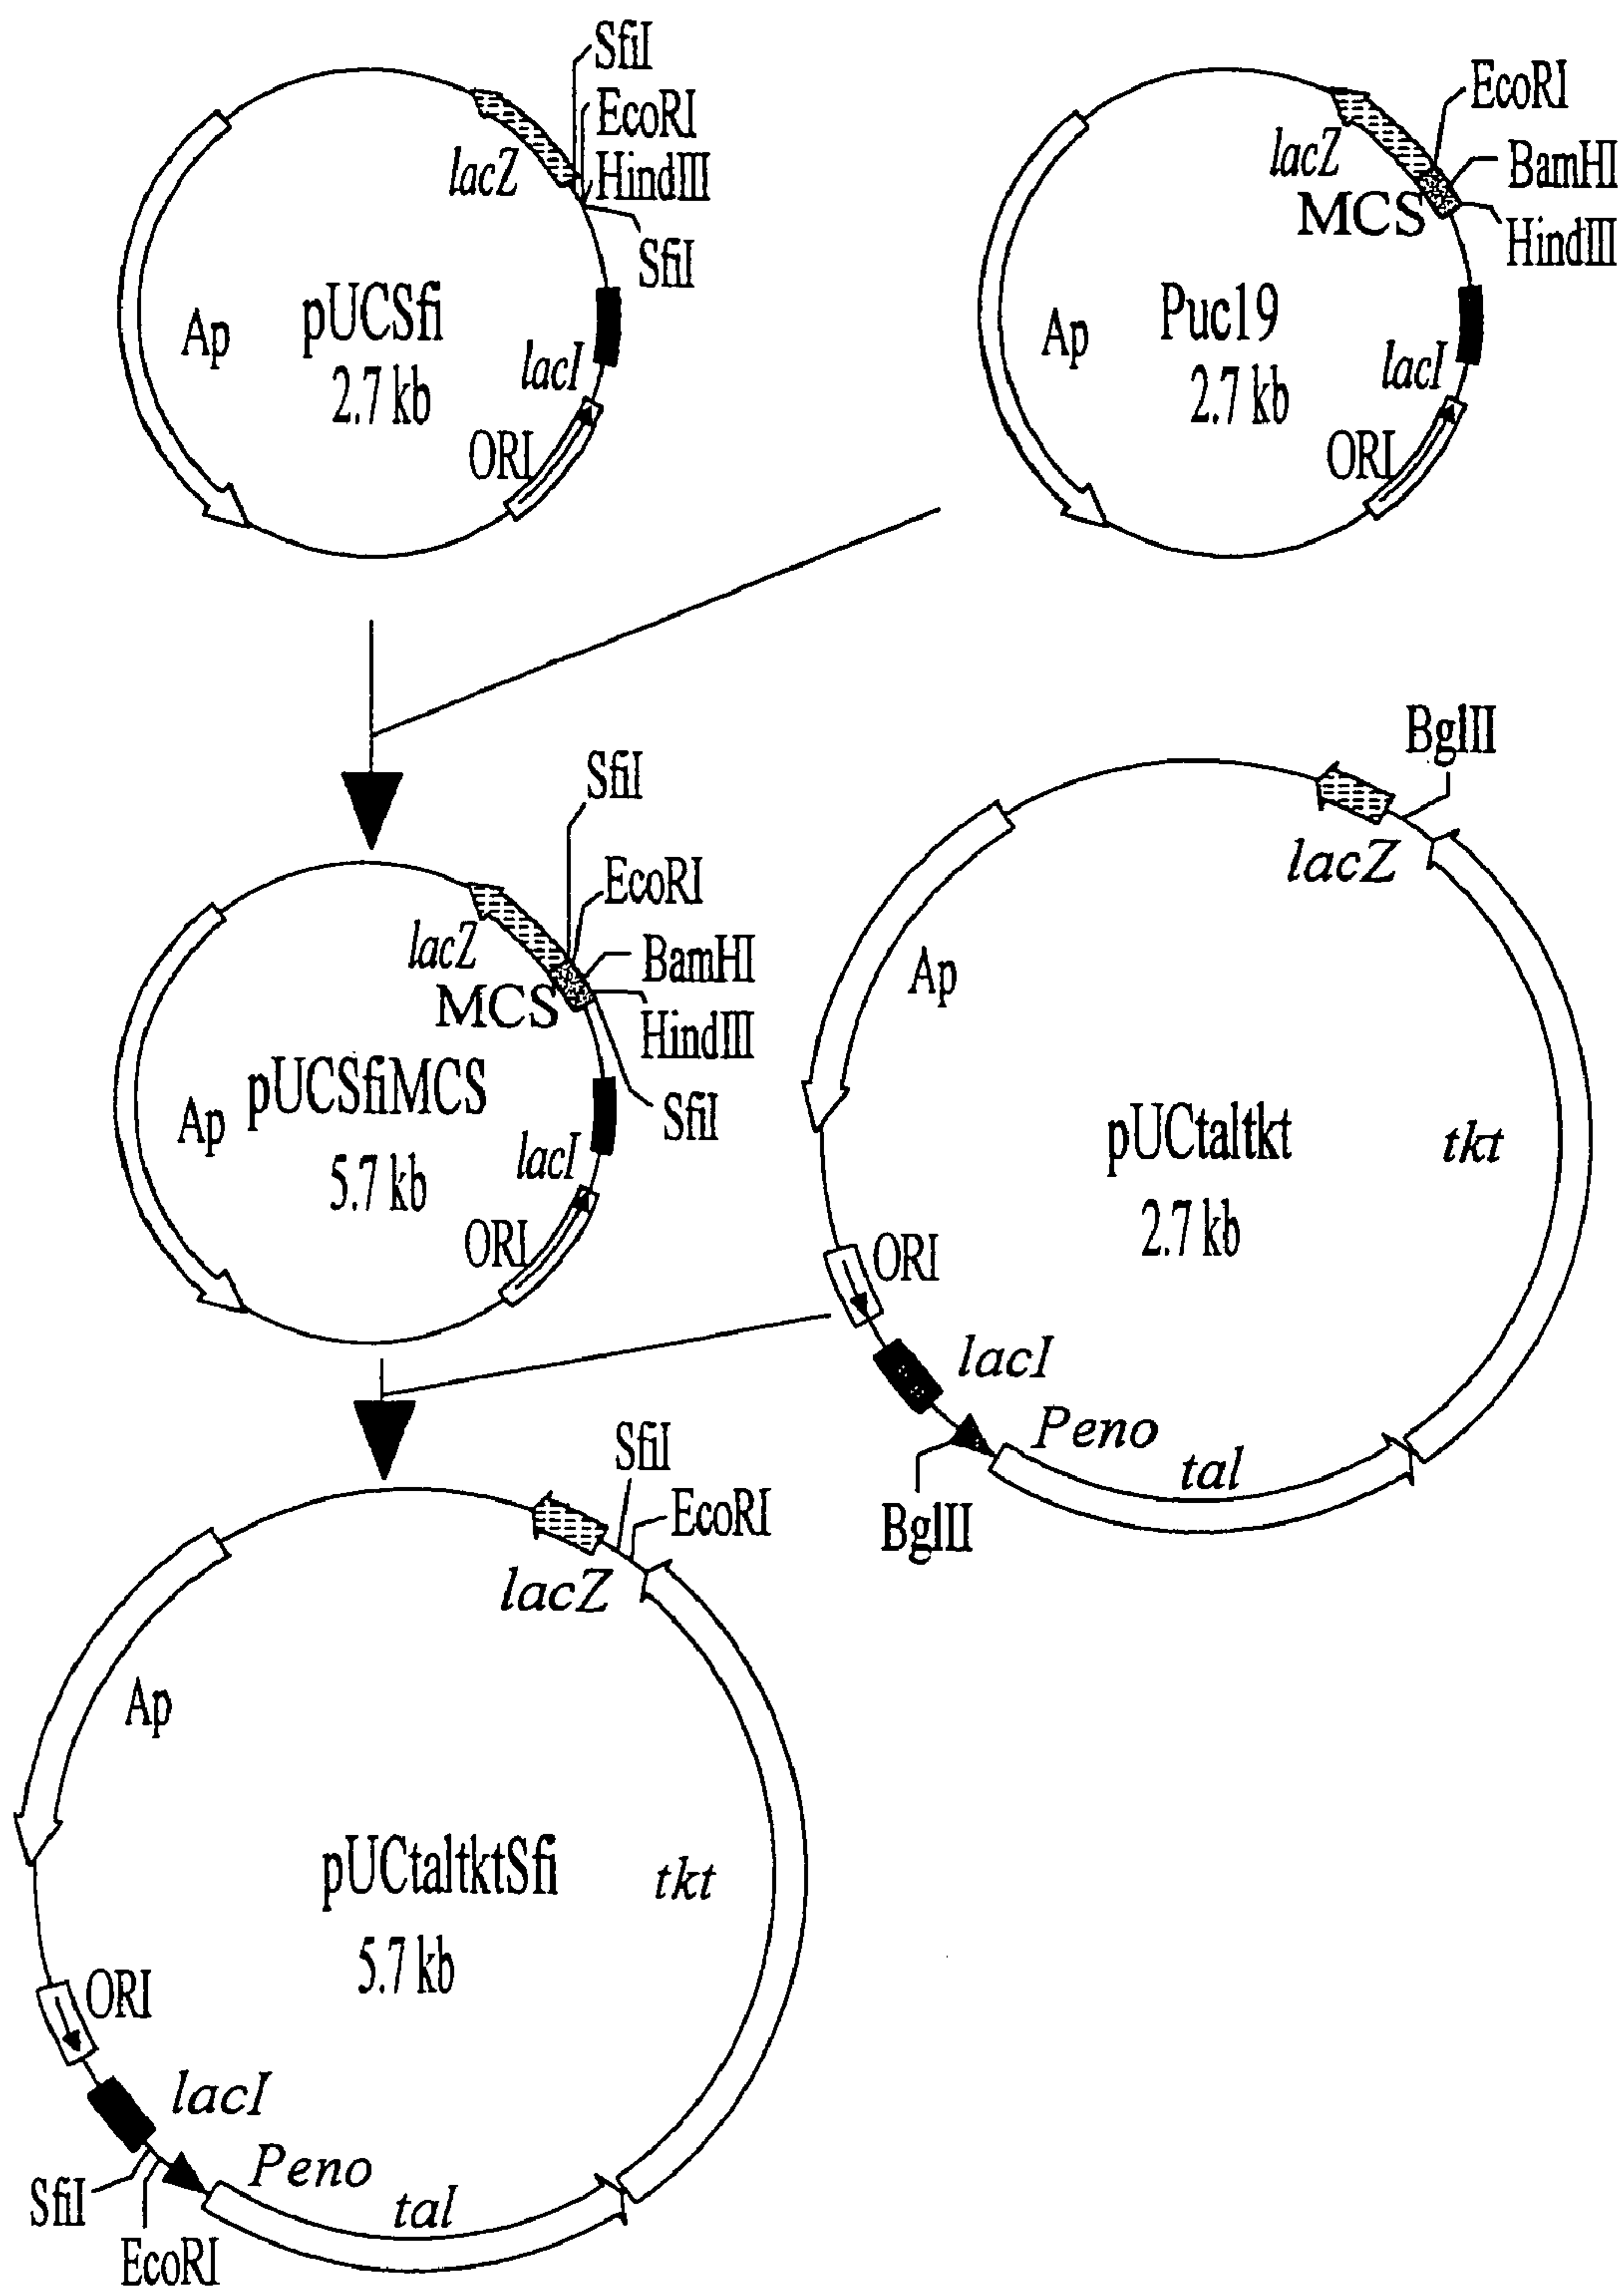 SfiI
EcoRI
lacZ
HindIII
SfiI
Ap
pUCSfi
2.7 kb
lacI
ORI
EcoRI
lacZ
BamHI
MCS
HindIII
Ap
Puc19
2.7 kb
lacI
ORI
SfiI
EcoRI
lacZ
BamHI
MCS
HindIII
SfiI
Ap
pUCSfiMCS
5.7 kb
lacI
ORI
BglII
lacZ
Ap
pUCtaltkt
2.7 kb
tkt
ORI
lacI
Peno
tal
BglII
SfiI
EcoRI
lacZ
Ap
pUCtaltktSfi
5.7 kb
tkt
ORI
lacI
Peno
tal
SfiI
EcoRI